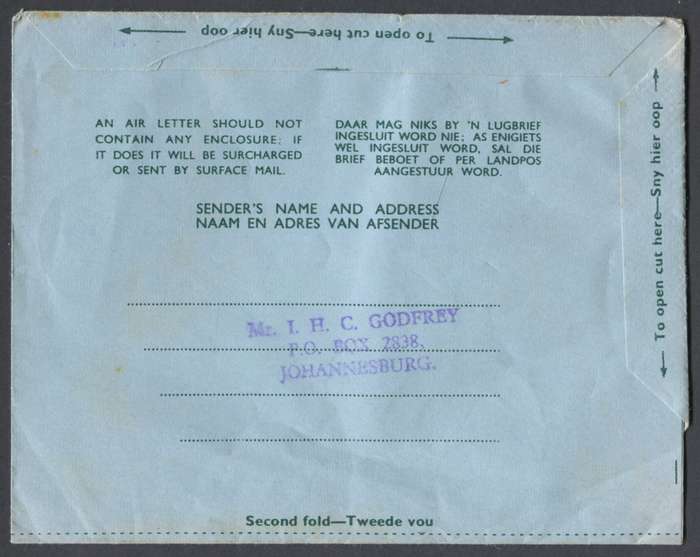 To open cut here—Sny hier oop
AN AIR LETTER SHOULD NOT
CONTAIN ANY ENCLOSURE; IF
IT DOES IT WILL BE SURCHARGED
OR SENT BY SURFACE MAIL.
DAAR MAG NIKS BY 'N LUGBRIEF
INGESLUIT WORD NIE; AS ENIGIETS
WEL INGESLUIT WORD, SAL DIE
BRIEF BEBOET OF PER LANDPOS
AANGESTUUR WORD.
SENDER'S NAME AND ADDRESS
NAAM EN ADRES VAN AFSENDER
To open cut here—Sny hier oop
Mr. I. H. C. GODFREY
P.O. BOX 2838,
JOHANNESBURG.
Second fold—Tweede vou